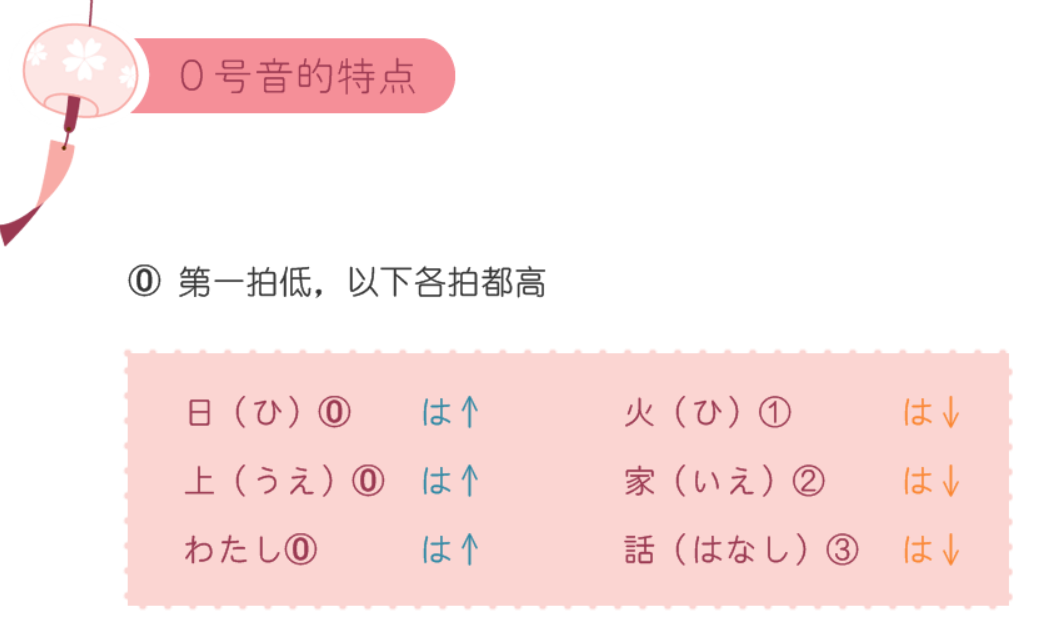 0号音的特点
⓪ 第一拍低，以下各拍都高
日（ひ）⓪ は↑ 火（ひ）① は↓
上（うえ）⓪ は↑ 家（いえ）② は↓
わたし⓪ は↑ 話（はなし）③ は↓